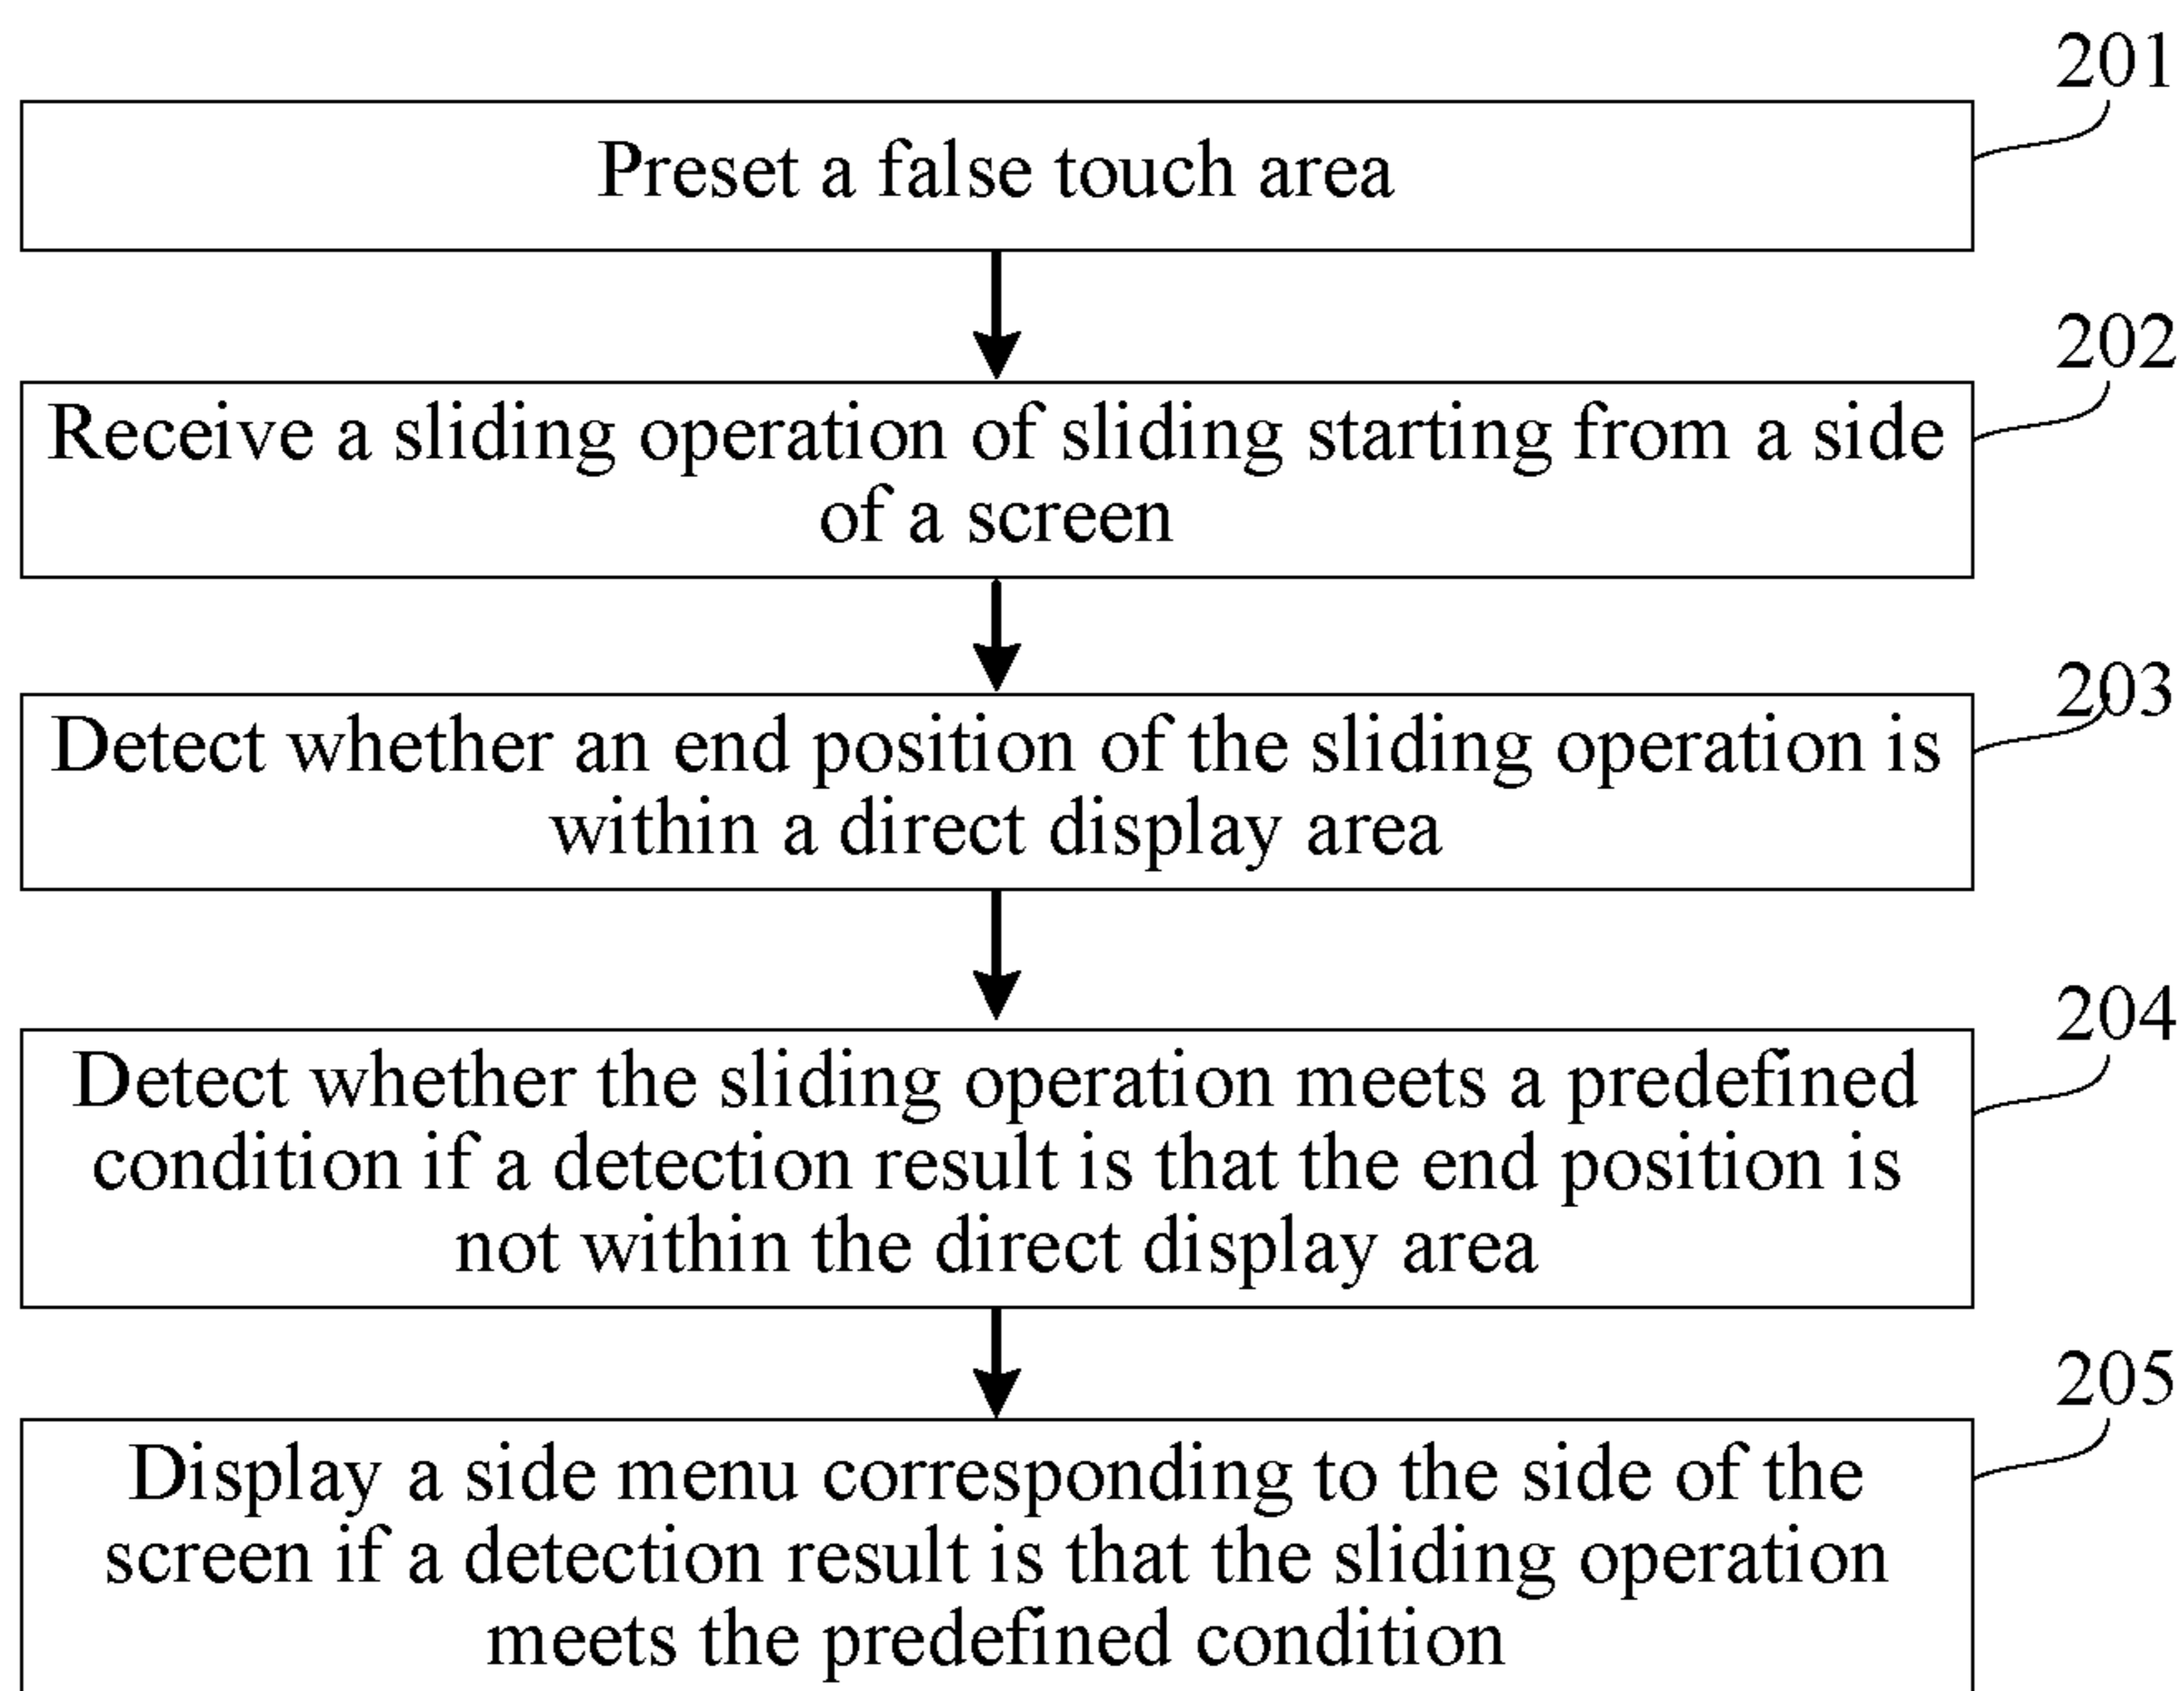 201
Preset a false touch area
202
Receive a sliding operation of sliding starting from a side
of a screen
203
Detect whether an end position of the sliding operation is
within a direct display area
204
Detect whether the sliding operation meets a predefined
condition if a detection result is that the end position is
not within the direct display area
205
Display a side menu corresponding to the side of the
screen if a detection result is that the sliding operation
meets the predefined condition